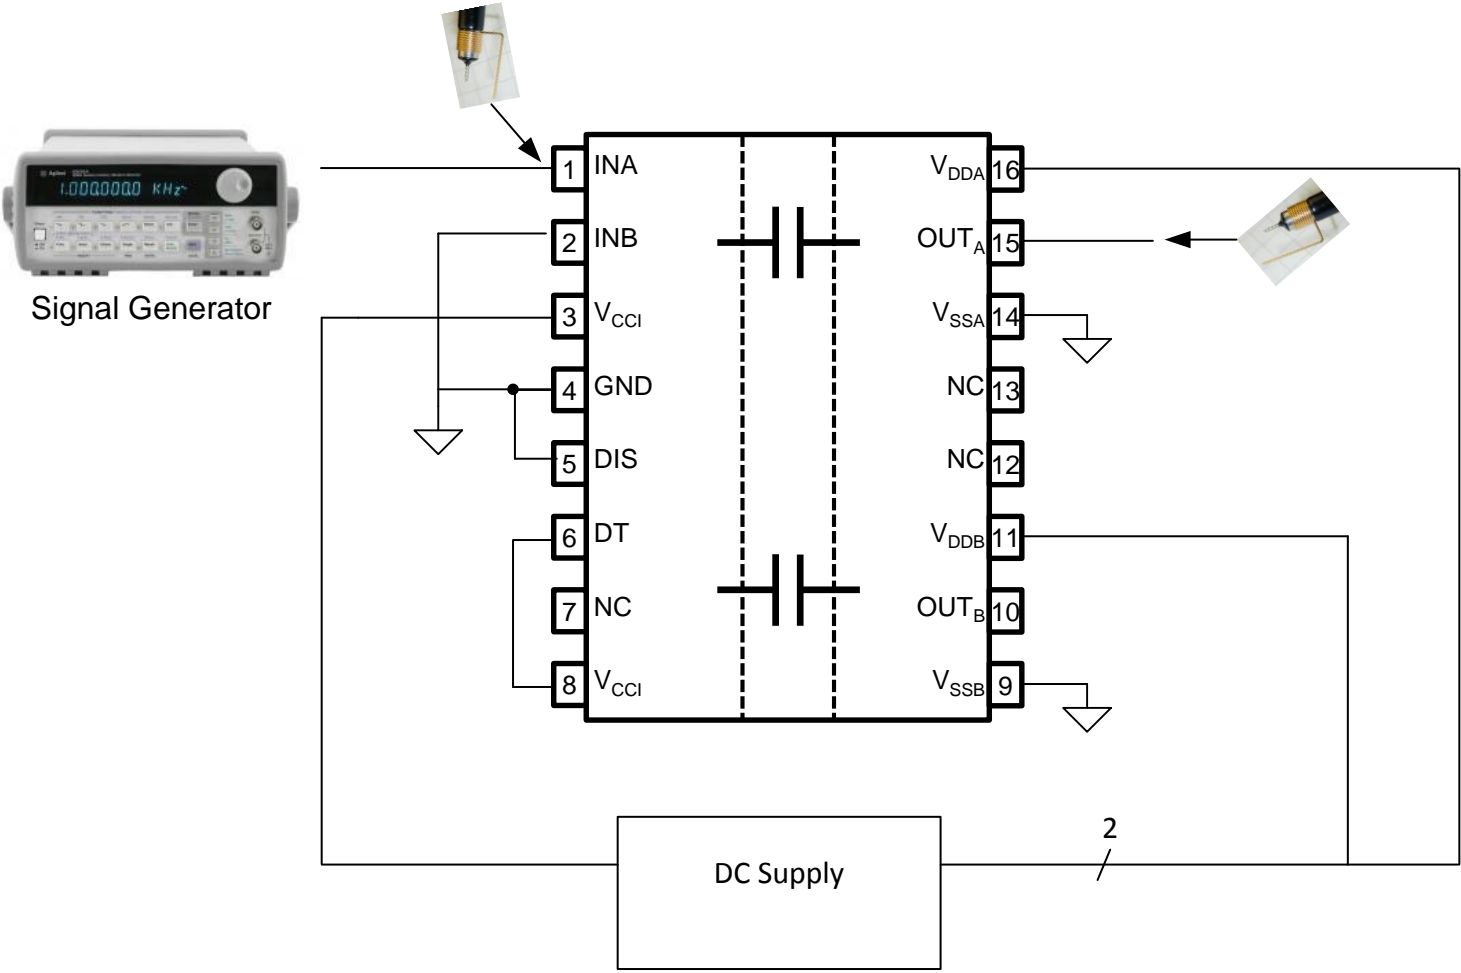 1.000,000,0 KHz~
Agilent
Signal Generator
1 INA
2 INB
3 VCCI
4 GND
5 DIS
6 DT
7 NC
8 VCCI
VDDA 16
OUTA 15
VSSA 14
NC 13
NC 12
VDDB 11
OUTB 10
VSSB 9
DC Supply
2